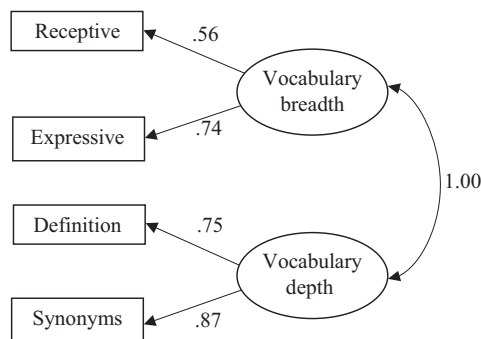 Receptive
.56
Vocabulary
breadth
.74
Expressive
1.00
Definition
.75
Vocabulary
depth
.87
Synonyms